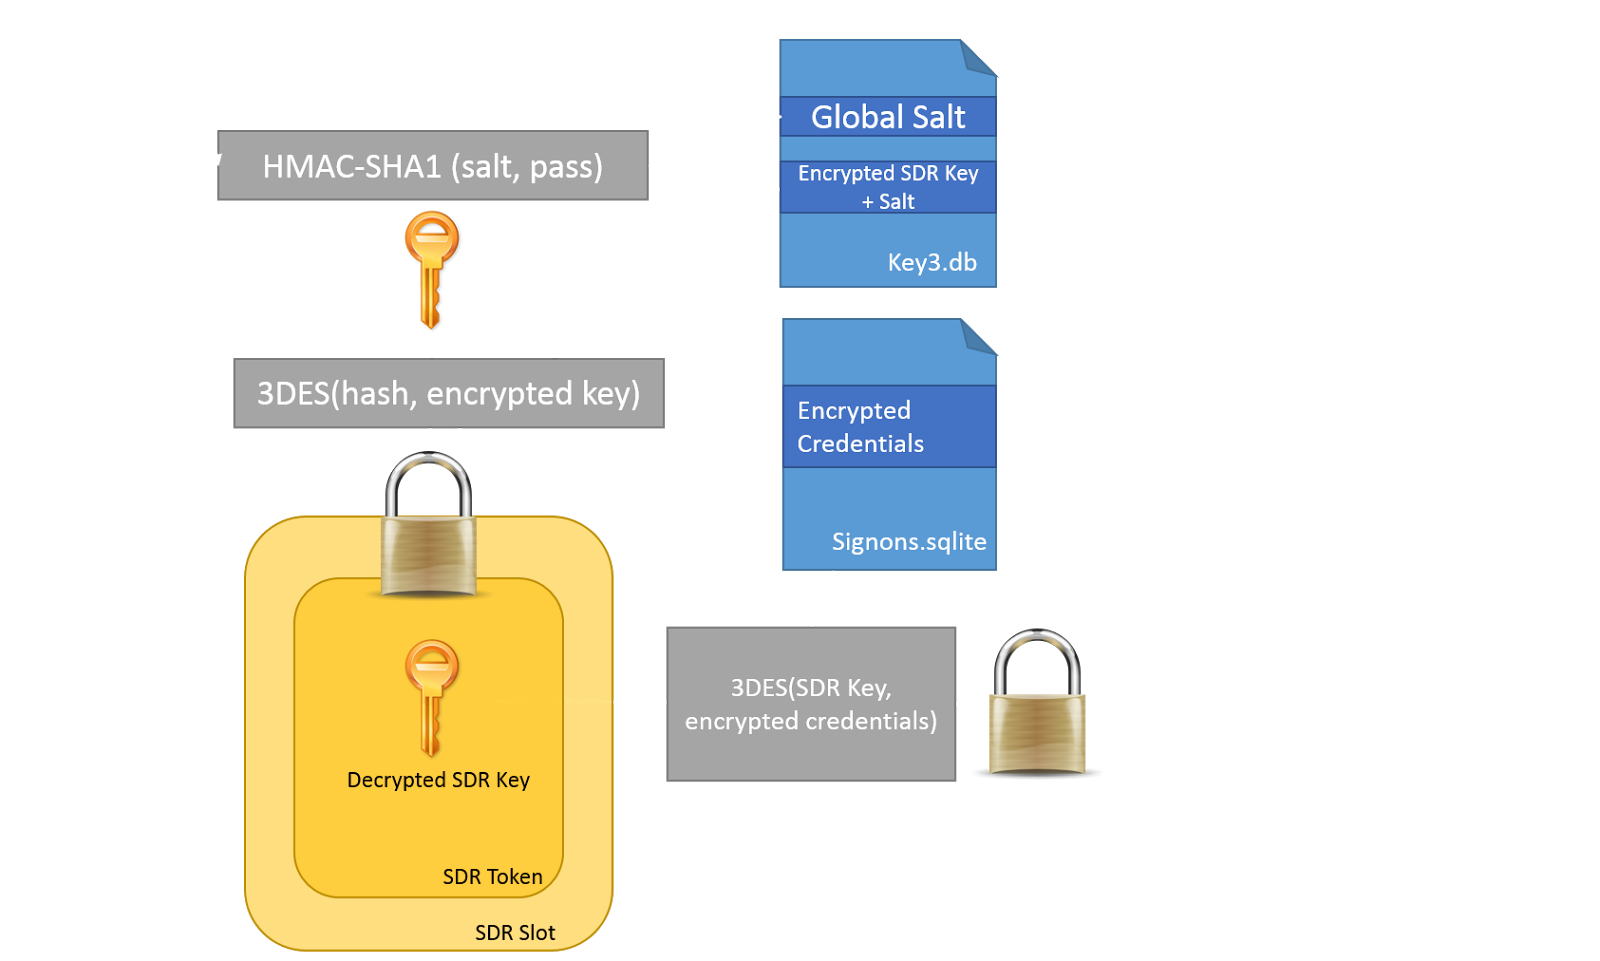 HMAC-SHA1 (salt, pass)
3DES(hash, encrypted key)
Decrypted SDR Key
SDR Token
SDR Slot
Global Salt
Encrypted SDR Key
+ Salt
Key3.db
Encrypted
Credentials
Signons.sqlite
3DES(SDR Key,
encrypted credentials)